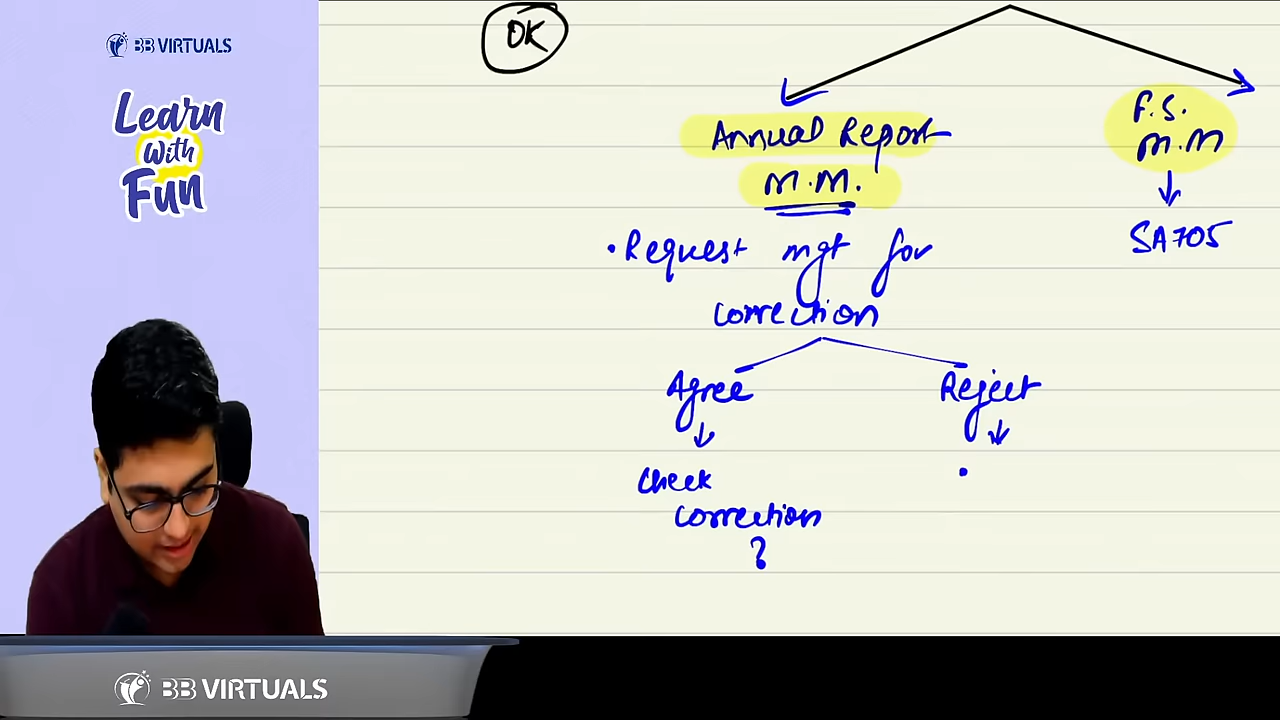 BB VIRTUALS
Learn
With
Fun
OK
Annual Report
M.M.
F.S.
M.M
SA705
• Request mgt for
correction
Agree
Reject
Check
correction
?
•
BB VIRTUALS